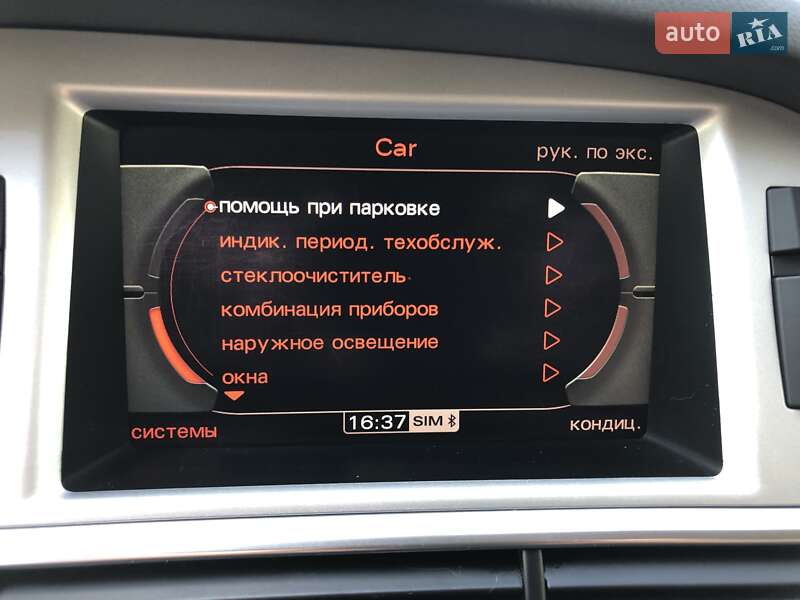 auto RIA.com
Car
рук. по экс.
помощь при парковке
индик. период. техобслуж.
стеклоочиститель
комбинация приборов
наружное освещение
окна
системы
16:37 SIM
кондиц.